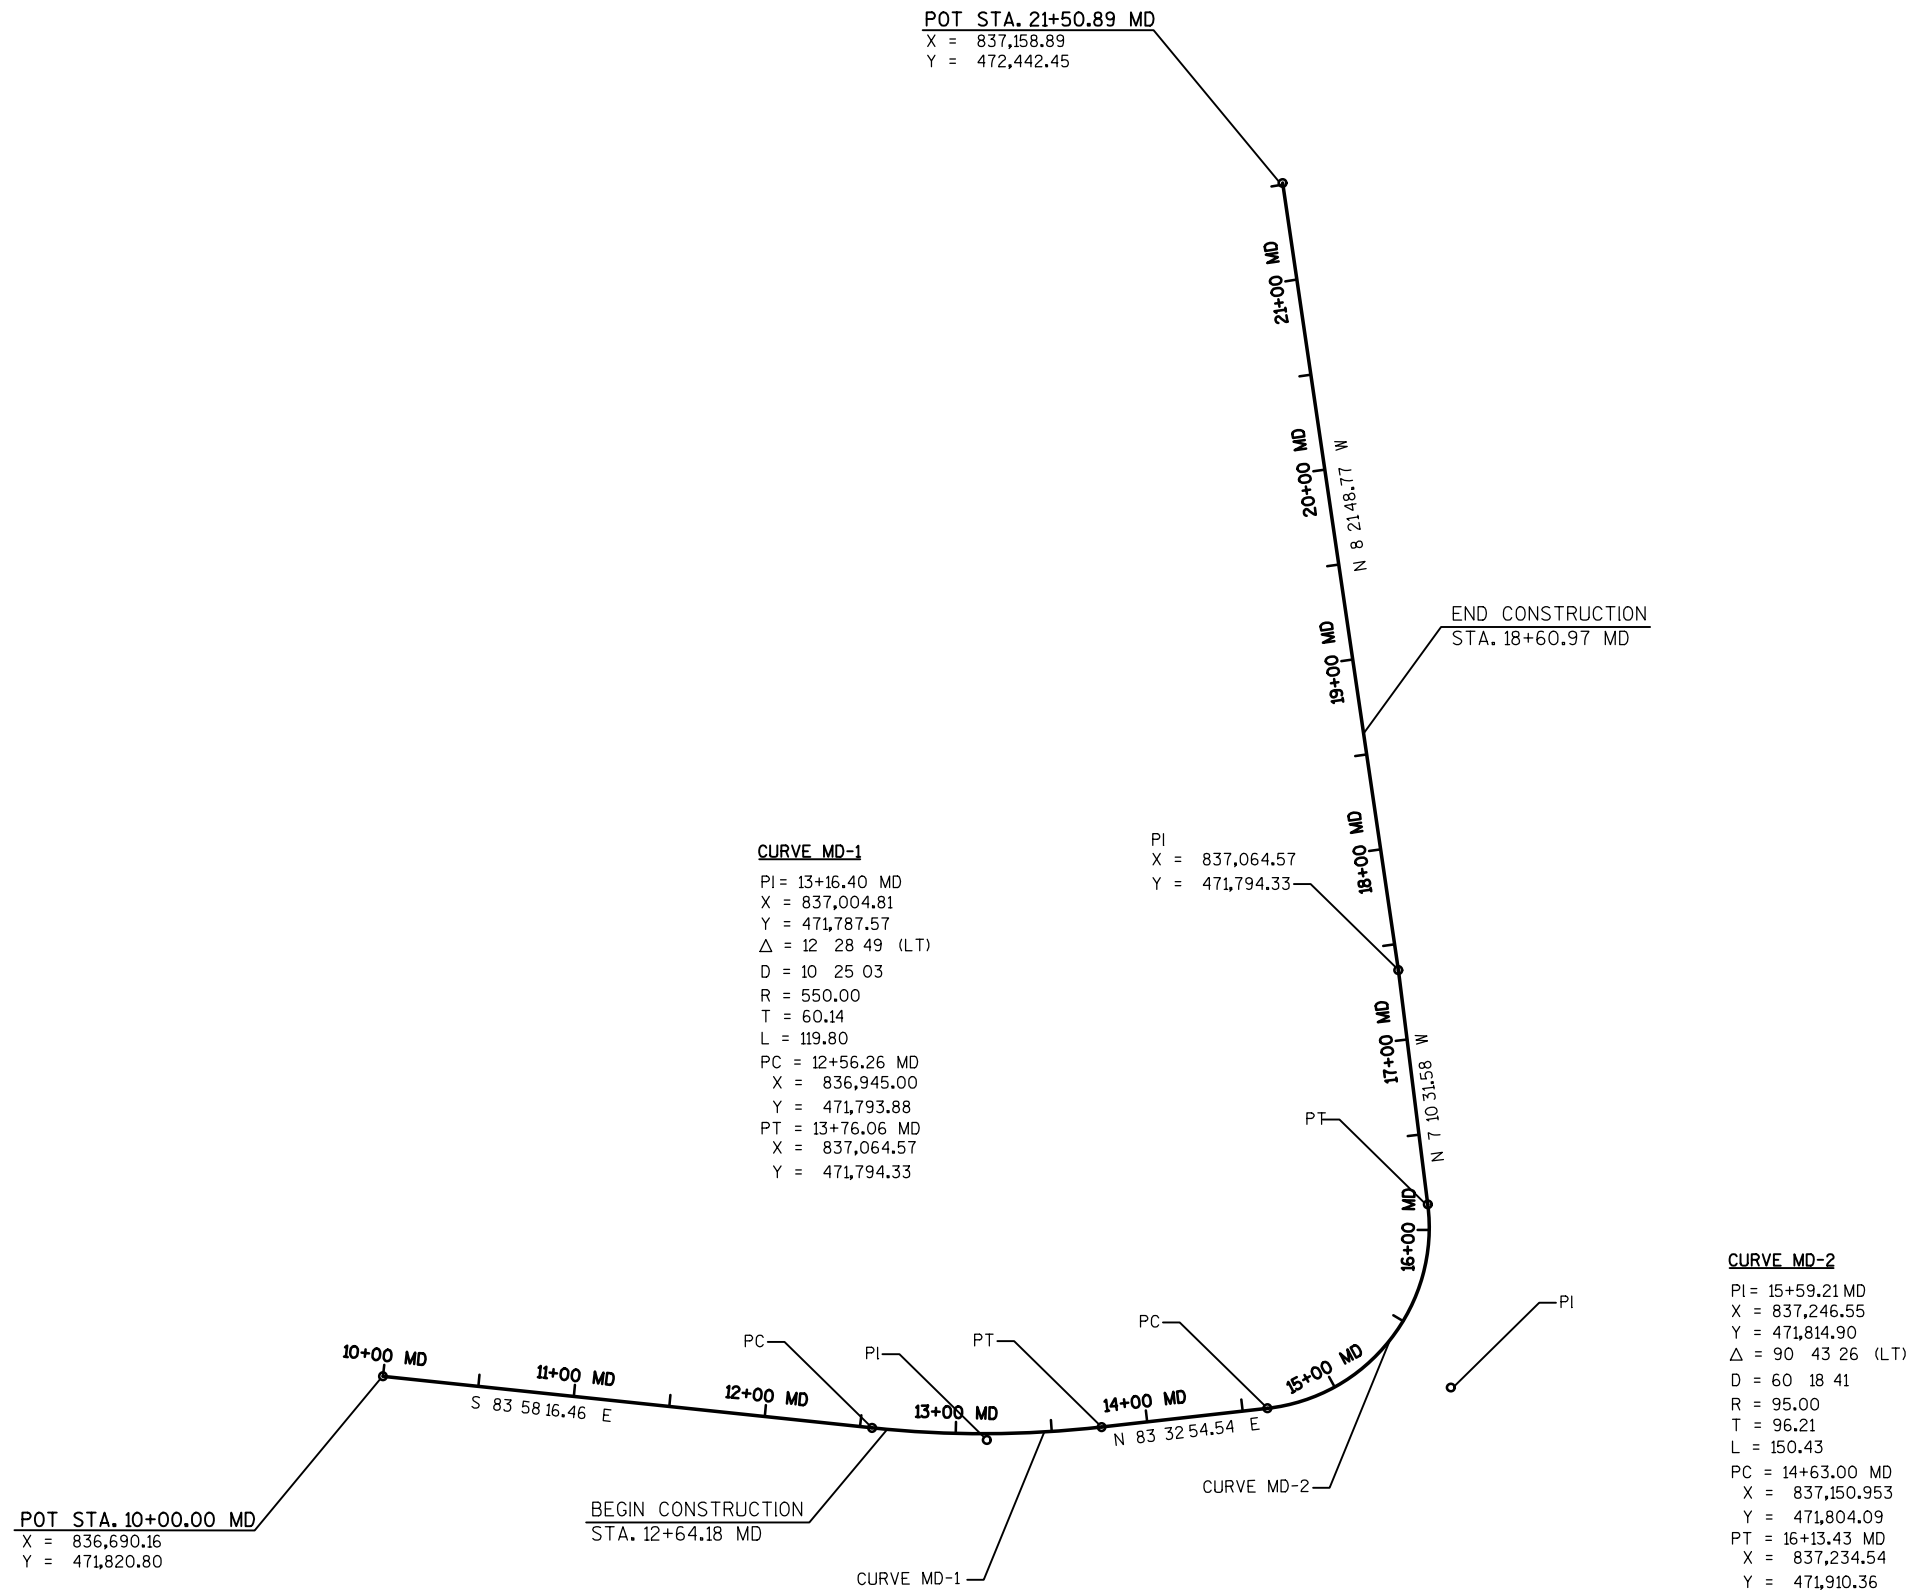 POT STA. 21+50.89 MD
X = 837,158.89
Y = 472,442.45
21+00 MD
20+00 MD
N 8 21 48.77 W
END CONSTRUCTION
STA. 18+60.97 MD
19+00 MD
18+00 MD
PI
X = 837,064.57
Y = 471,794.33
CURVE MD-1
PI = 13+16.40 MD
X = 837,004.81
Y = 471,787.57
Δ = 12 28 49 (LT)
D = 10 25 03
R = 550.00
T = 60.14
L = 119.80
PC = 12+56.26 MD
X = 836,945.00
Y = 471,793.88
PT = 13+76.06 MD
X = 837,064.57
Y = 471,794.33
17+00 MD
N 7 10 31.58 W
PT
16+00 MD
CURVE MD-2
PI = 15+59.21 MD
X = 837,246.55
Y = 471,814.90
Δ = 90 43 26 (LT)
D = 60 18 41
R = 95.00
T = 96.21
L = 150.43
PC = 14+63.00 MD
X = 837,150.953
Y = 471,804.09
PT = 16+13.43 MD
X = 837,234.54
Y = 471,910.36
PI
PC
PI
PT
PC
10+00 MD
11+00 MD
12+00 MD
13+00 MD
14+00 MD
15+00 MD
S 83 58 16.46 E
N 83 32 54.54 E
CURVE MD-2
BEGIN CONSTRUCTION
STA. 12+64.18 MD
POT STA. 10+00.00 MD
X = 836,690.16
Y = 471,820.80
CURVE MD-1